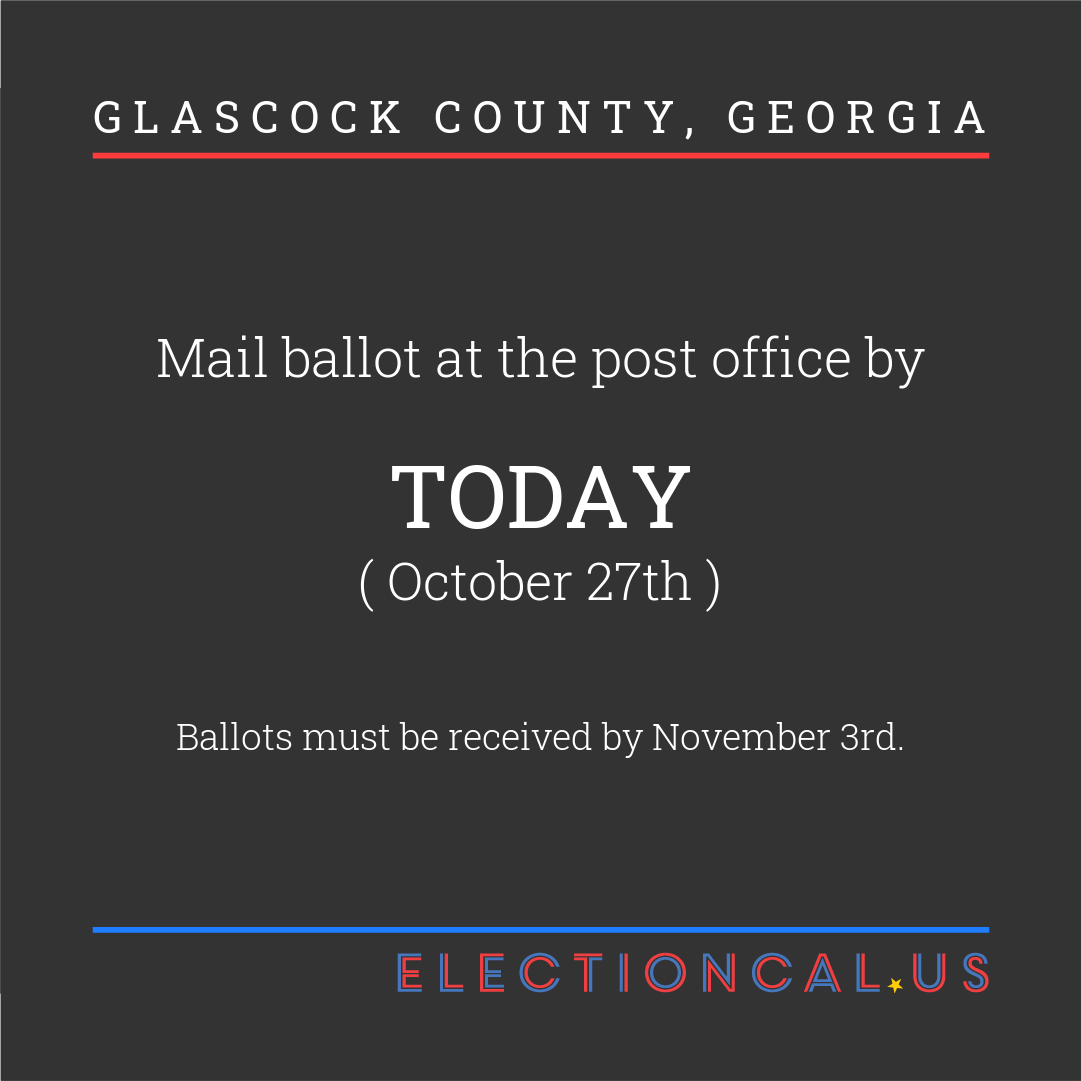 GLASCOCK COUNTY, GEORGIA
Mail ballot at the post office by
TODAY
( October 27th )
Ballots must be received by November 3rd.
ELECTIONCAL.US